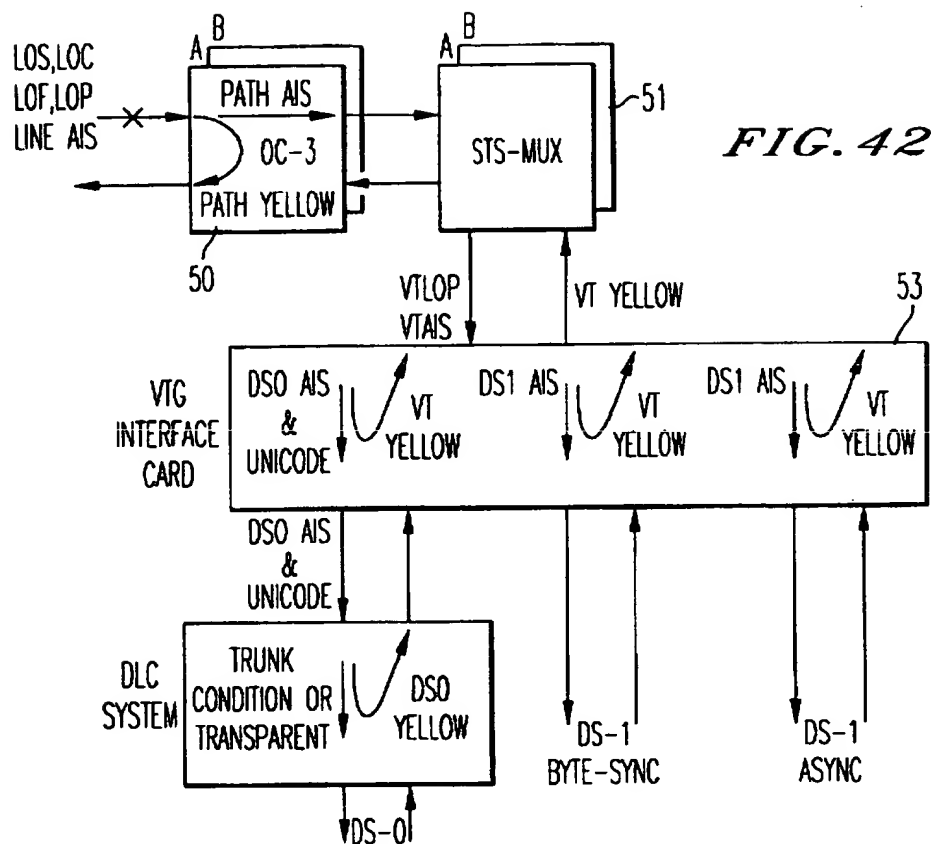 B
A
B
A
LOS,LOC
LOF,LOP
LINE AIS
PATH AIS
OC-3
PATH YELLOW
50
STS-MUX
51
FIG. 42
VTLOP
VTAIS
VT YELLOW
53
VTG
INTERFACE
CARD
DSO AIS
&
UNICODE
VT
YELLOW
DS1 AIS
VT
YELLOW
DS1 AIS
VT
YELLOW
DSO AIS
&
UNICODE
DLC
SYSTEM
TRUNK
CONDITION OR
TRANSPARENT
DSO
YELLOW
DS-0
DS-1
BYTE-SYNC
DS-1
ASYNC